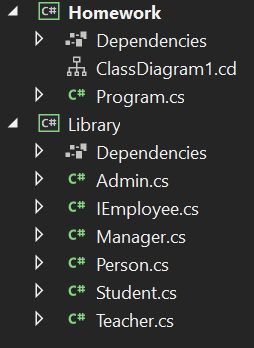 C# Homework
Dependencies
ClassDiagram1.cd
C# Program.cs
C# Library
Dependencies
C# Admin.cs
C# IEmployee.cs
C# Manager.cs
C# Person.cs
C# Student.cs
C# Teacher.cs